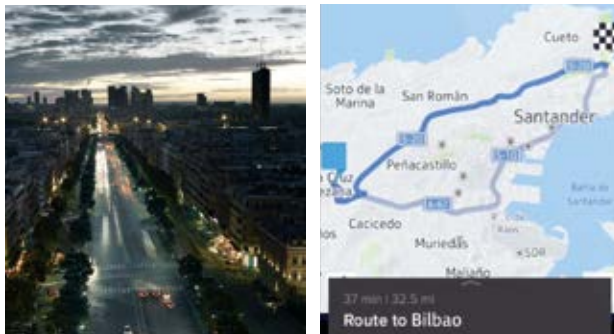 Cueto
Soto de la
Marina
San Román
Santander
Peñacastillo
Cacicedo
Muriedas
Bahía de
Santander
Maliaño
37 min | 32.5 mi
Route to Bilbao